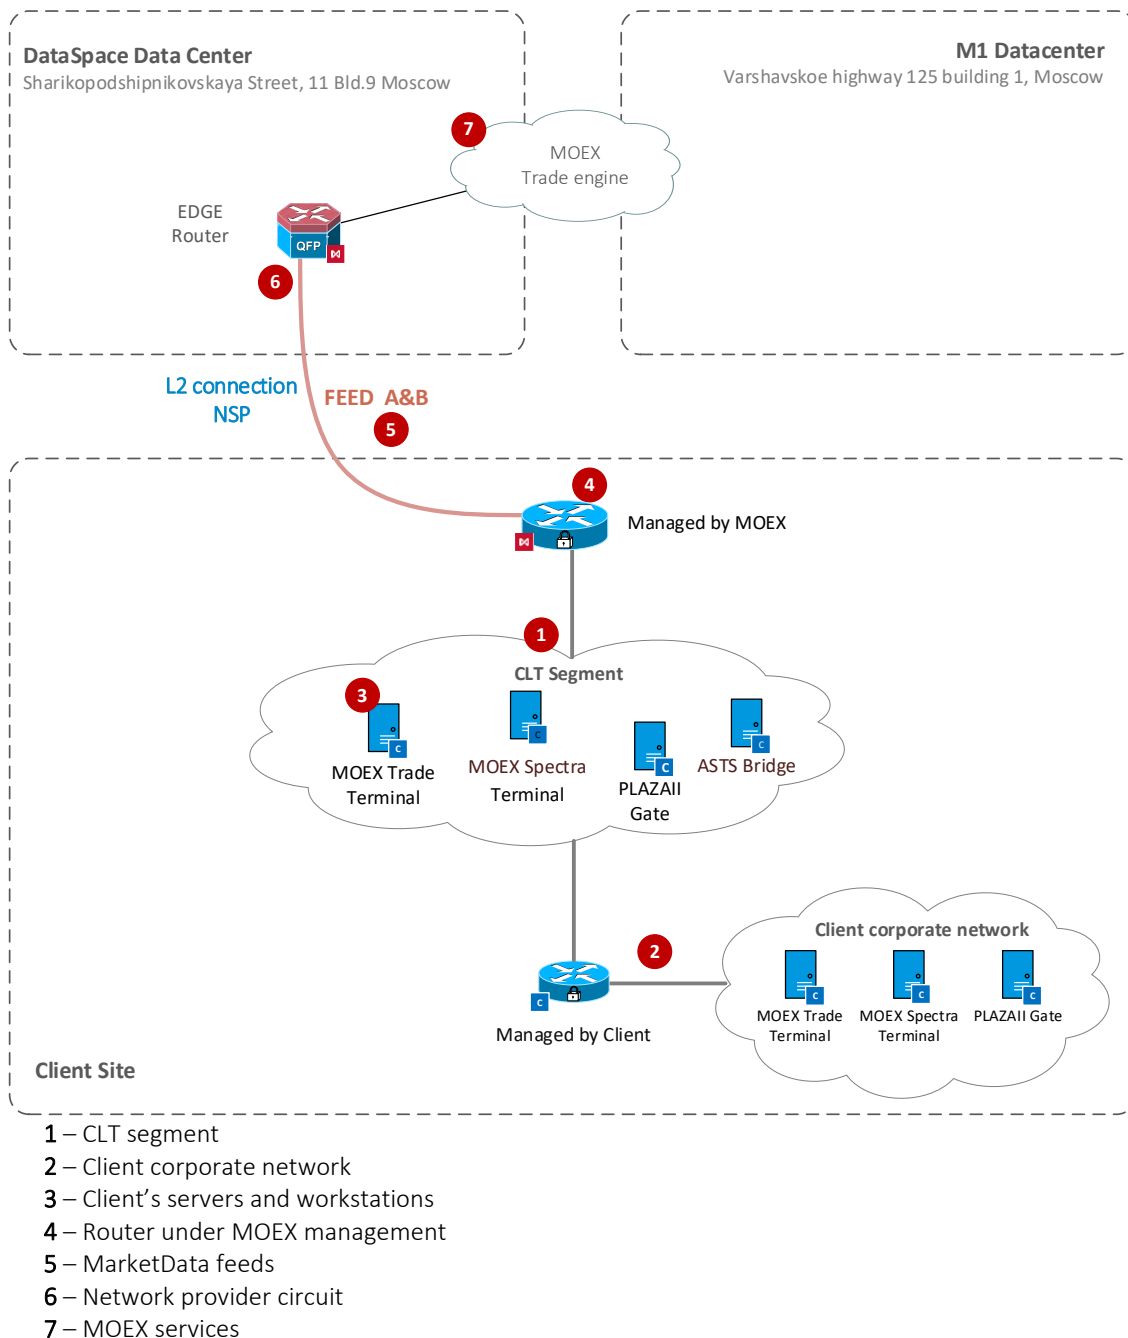 DataSpace Data Center
Sharikopodshipnikovskaya Street, 11 Bld.9 Moscow
M1 Datacenter
Varshavskoe highway 125 building 1, Moscow
7
MOEX
Trade engine
EDGE
Router
QFP
6
L2 connection
NSP
FEED A&B
5
4
Managed by MOEX
1
CLT Segment
3
C
MOEX Trade
Terminal
C
MOEX Spectra
Terminal
C
PLAZAII
Gate
C
ASTS Bridge
2
C
Managed by Client
Client corporate network
C
MOEX Trade
Terminal
C
MOEX Spectra
Terminal
C
PLAZAII Gate
Client Site
1 – CLT segment
2 – Client corporate network
3 – Client’s servers and workstations
4 – Router under MOEX management
5 – MarketData feeds
6 – Network provider circuit
7 – MOEX services